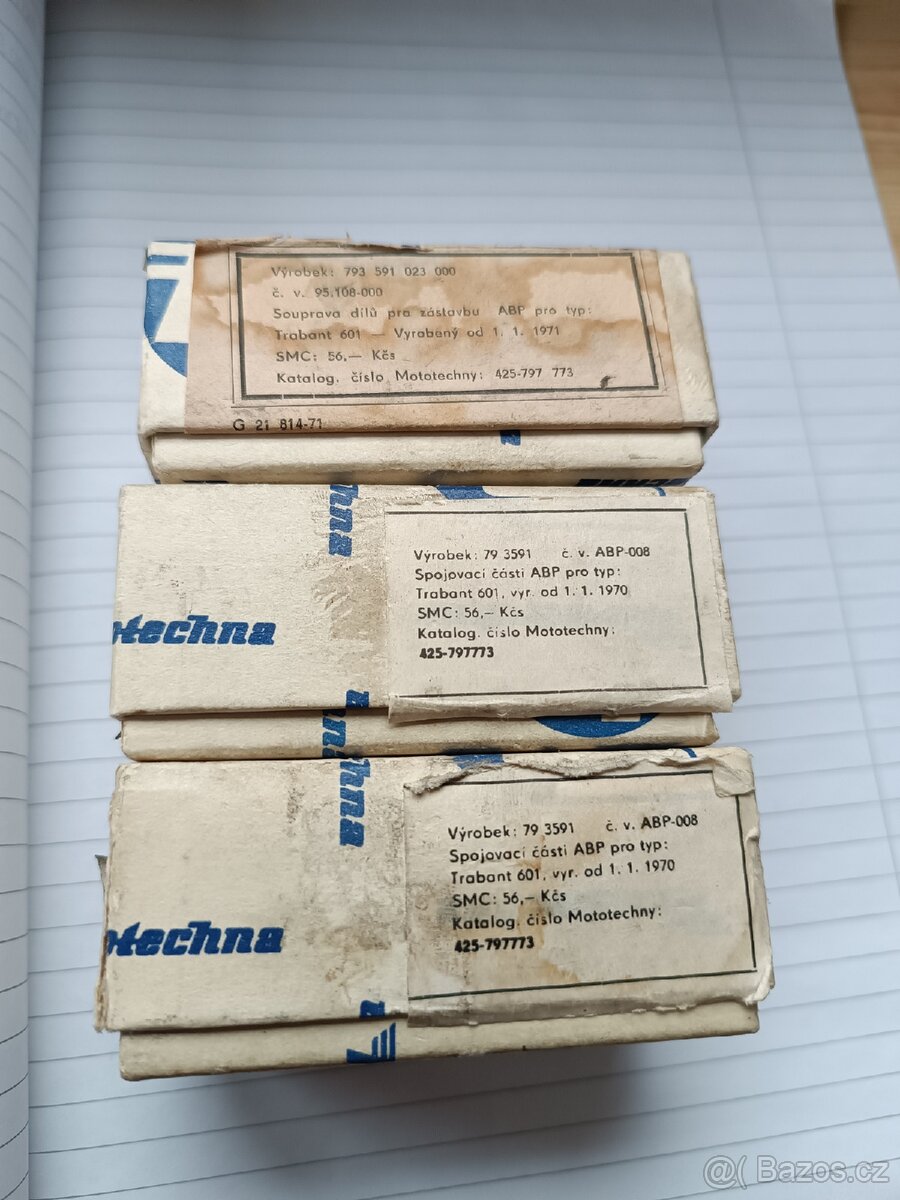 Výrobek: 793 591 023 000
č. v. 95.108-000
Souprava dílů pro zástavbu ABP pro typ:
Trabant 601 — Vyrobený od 1. 1. 1971
SMC: 56,— Kčs
Katalog. číslo Mototechny: 425-797 773
G 21 814-71
hna
otechna
Výrobek: 79 3591 č. v. ABP-008
Spojovací části ABP pro typ:
Trabant 601, vyr. od 1. 1. 1970
SMC: 56,– Kčs
Katalog. číslo Mototechny:
425-797773
hna
otechna
Výrobek: 79 3591 č. v. ABP-008
Spojovací části ABP pro typ:
Trabant 601, vyr. od 1. 1. 1970
SMC: 56,– Kčs
Katalog. číslo Mototechny:
425-797773
@( Bazos.cz